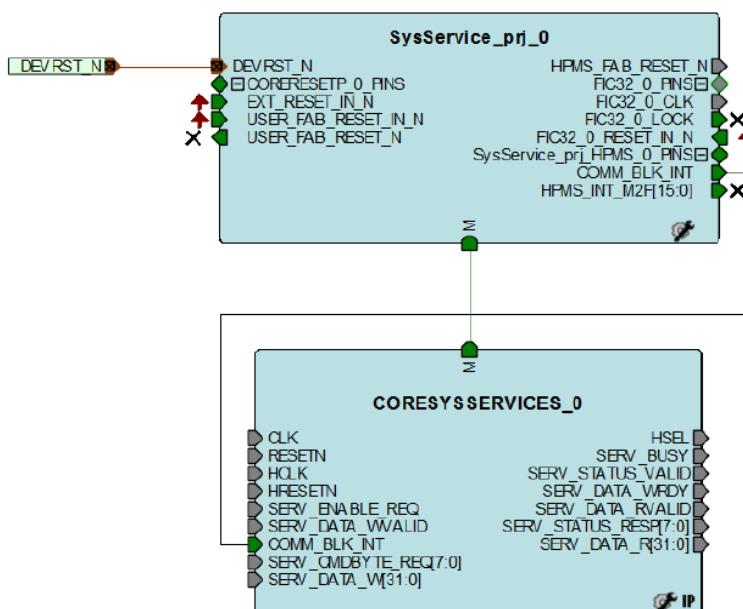 SysService_prj_0
DEVRST_N
DEVRST_N
CORERESETP_0_PINS
EXT_RESET_IN_N
USER_FAB_RESET_IN_N
USER_FAB_RESET_N
HPMS_FAB_RESET_N
FIC32_0_PINS
FIC32_0_CLK
FIC32_0_LOCK
FIC32_0_RESET_IN_N
SysService_prj_HPMS_0_PINS
COMM_BLK_INT
HPMS_INT_M2F[15:0]
M
M
CORESYSSERVICES_0
CLK
RESETN
HCLK
HRESETN
SERV_ENABLE_REQ
SERV_DATA_WVALID
COMM_BLK_INT
SERV_CMDBYTE_REQ[7:0]
SERV_DATA_W[31:0]
HSEL
SERV_BUSY
SERV_STATUS_VALID
SERV_DATA_WRDY
SERV_DATA_RVALID
SERV_STATUS_RESP[7:0]
SERV_DATA_R[31:0]
IP